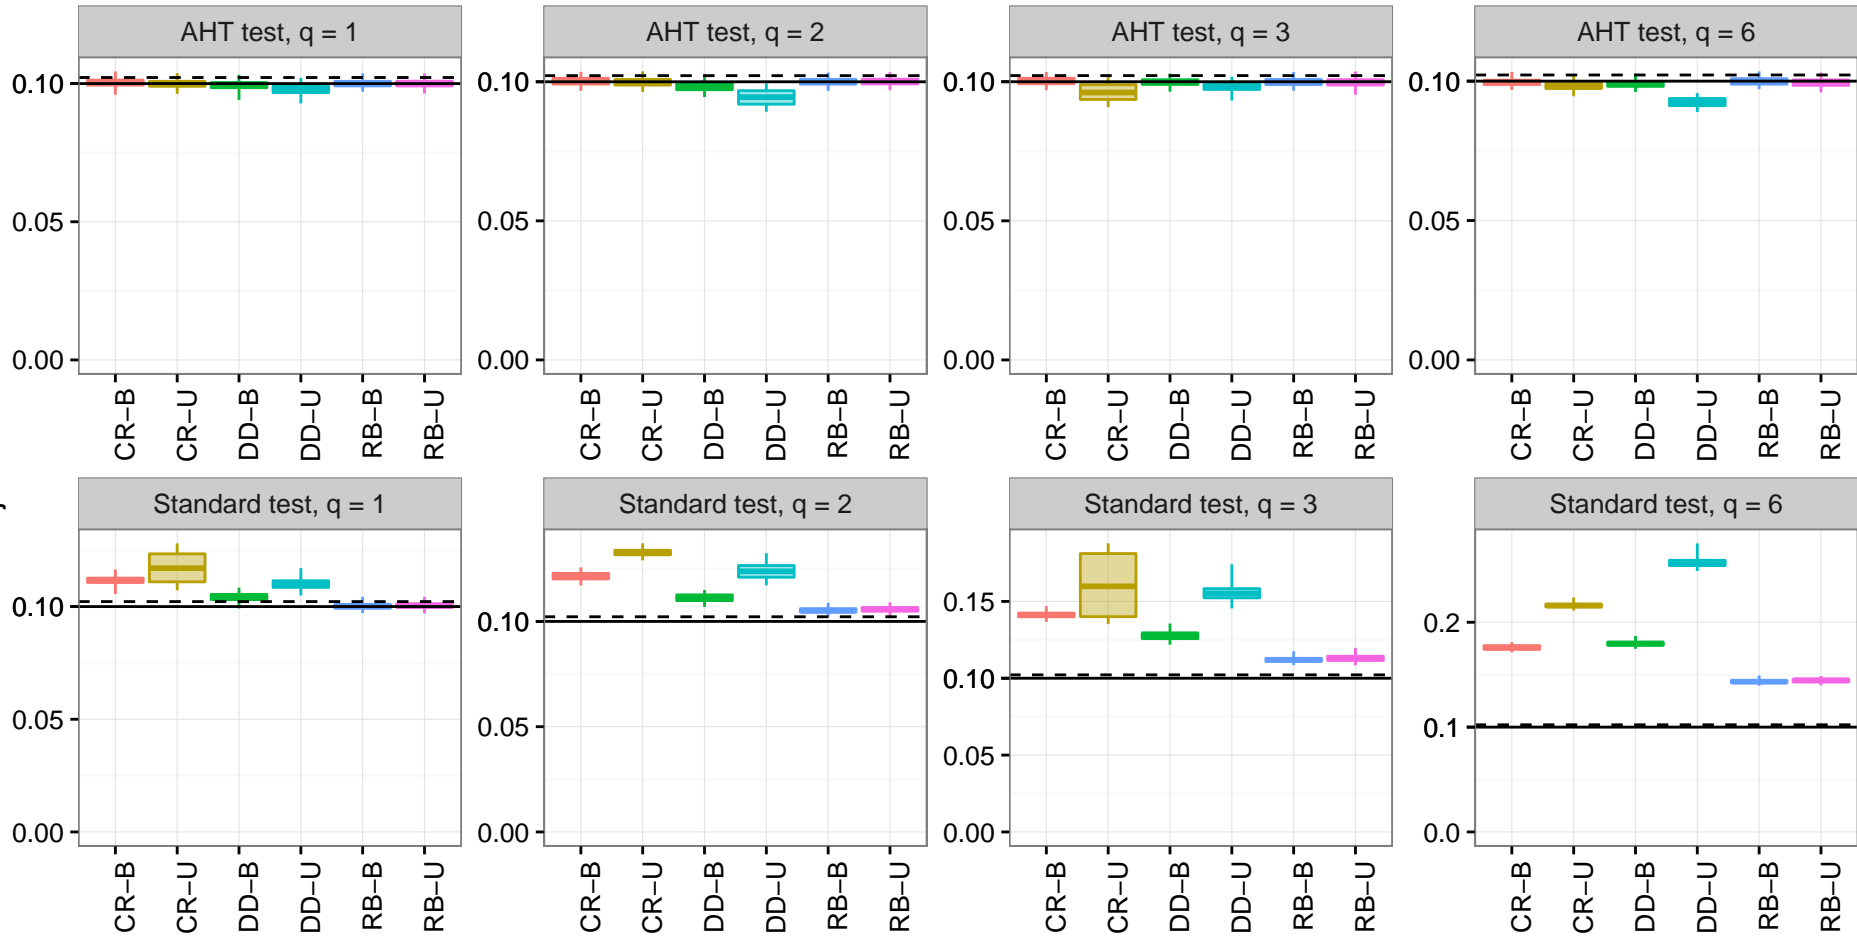 AHT test, q = 1
AHT test, q = 2
AHT test, q = 3
AHT test, q = 6
0.10
0.05
0.00
0.10
0.05
0.00
0.10
0.05
0.00
0.10
0.05
0.00
CR−B
CR−U
DD−B
DD−U
RB−B
RB−U
CR−B
CR−U
DD−B
DD−U
RB−B
RB−U
CR−B
CR−U
DD−B
DD−U
RB−B
RB−U
CR−B
CR−U
DD−B
DD−U
RB−B
RB−U
Standard test, q = 1
Standard test, q = 2
Standard test, q = 3
Standard test, q = 6
0.10
0.05
0.00
0.10
0.05
0.00
0.15
0.10
0.05
0.00
0.2
0.1
0.0
CR−B
CR−U
DD−B
DD−U
RB−B
RB−U
CR−B
CR−U
DD−B
DD−U
RB−B
RB−U
CR−B
CR−U
DD−B
DD−U
RB−B
RB−U
CR−B
CR−U
DD−B
DD−U
RB−B
RB−U